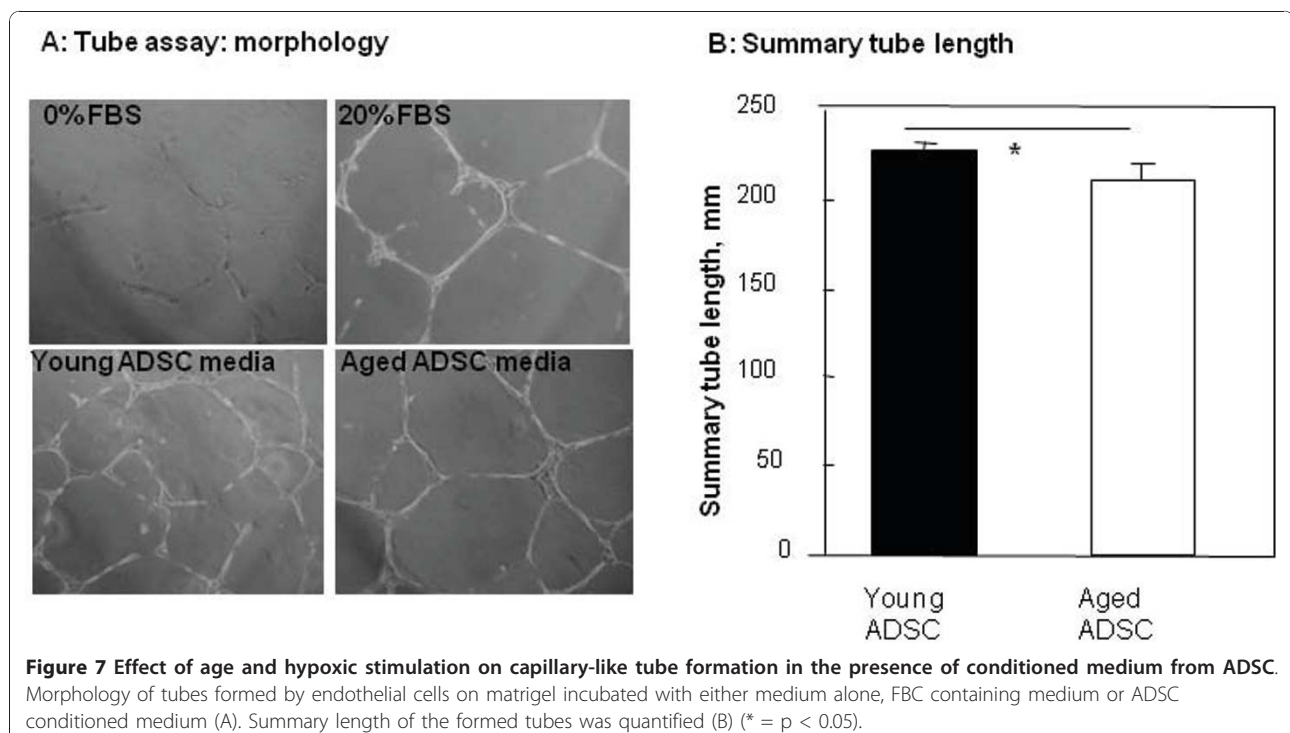 A: Tube assay: morphology
0% FBS
20% FBS
Young ADSC media
Aged ADSC media
B: Summary tube length
Summary tube length, mm
250
200
150
100
50
0
*
Young
ADSC
Aged
ADSC
Figure 7 Effect of age and hypoxic stimulation on capillary-like tube formation in the presence of conditioned medium from ADSC.
Morphology of tubes formed by endothelial cells on matrigel incubated with either medium alone, FBC containing medium or ADSC
conditioned medium (A). Summary length of the formed tubes was quantified (B) (* = p < 0.05).